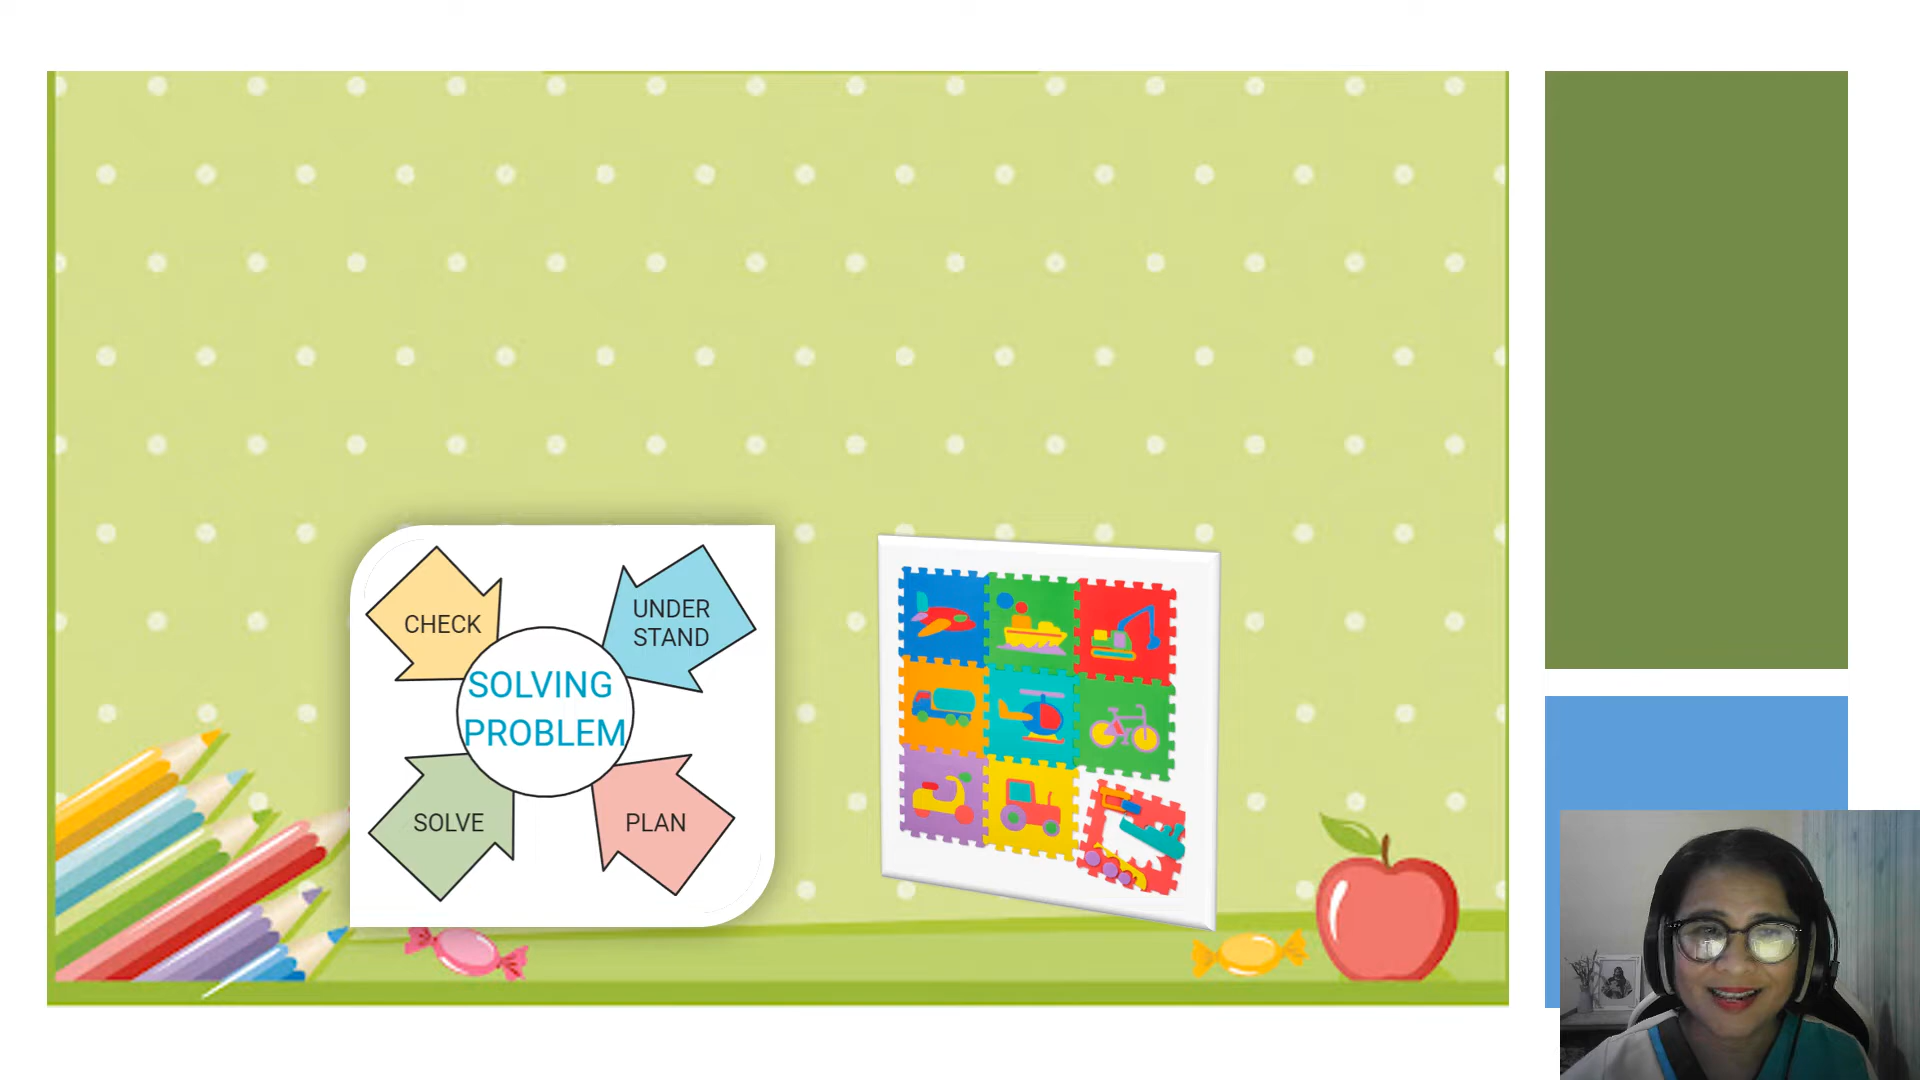 CHECK
UNDER
STAND
SOLVING
PROBLEM
SOLVE
PLAN